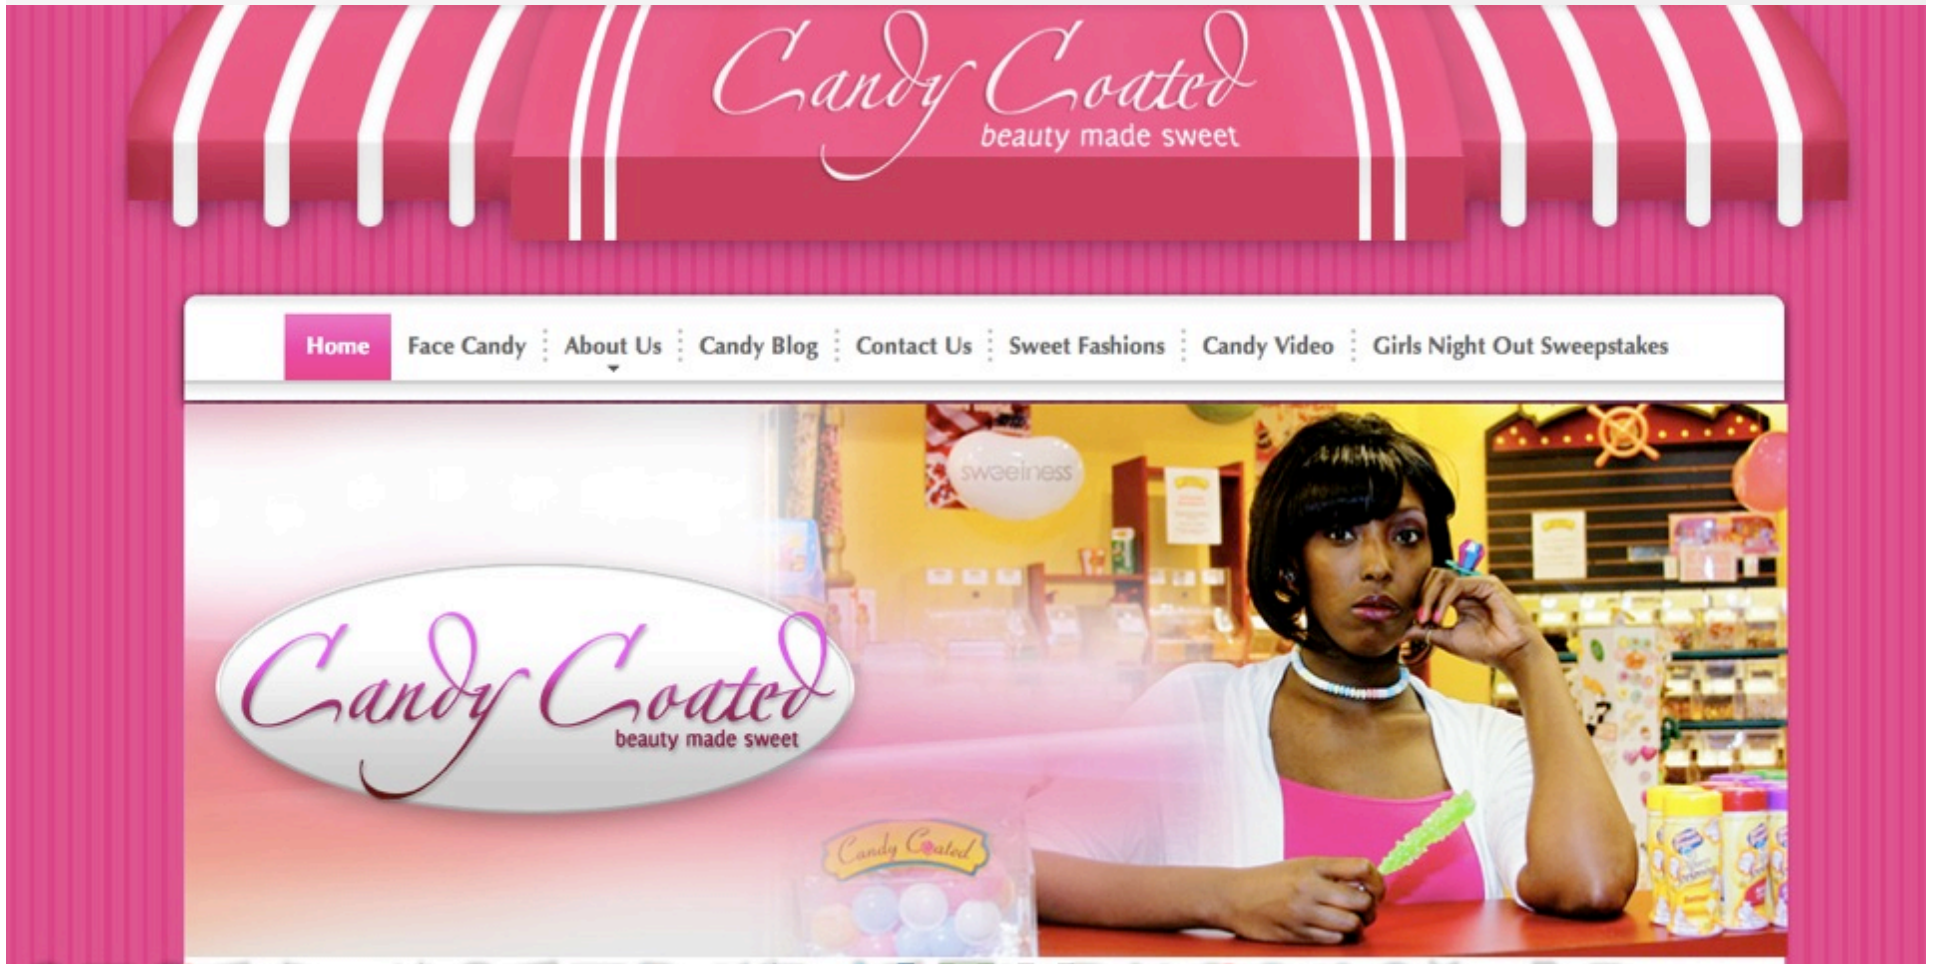 Candy Coated
beauty made sweet
Home
Face Candy
About Us
Candy Blog
Contact Us
Sweet Fashions
Candy Video
Girls Night Out Sweepstakes
sweetness
Candy Coated
beauty made sweet
Candy Coated
?